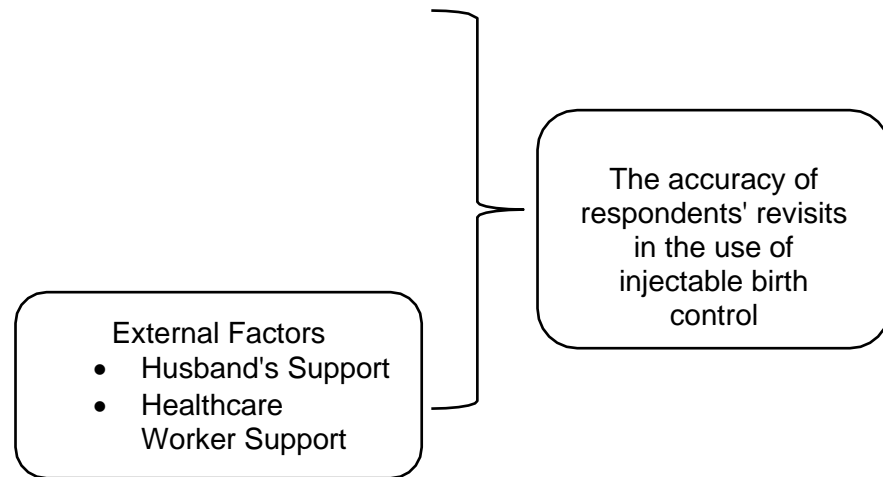 The accuracy of
respondents' revisits
in the use of
injectable birth
control
External Factors
• Husband's Support
• Healthcare
Worker Support